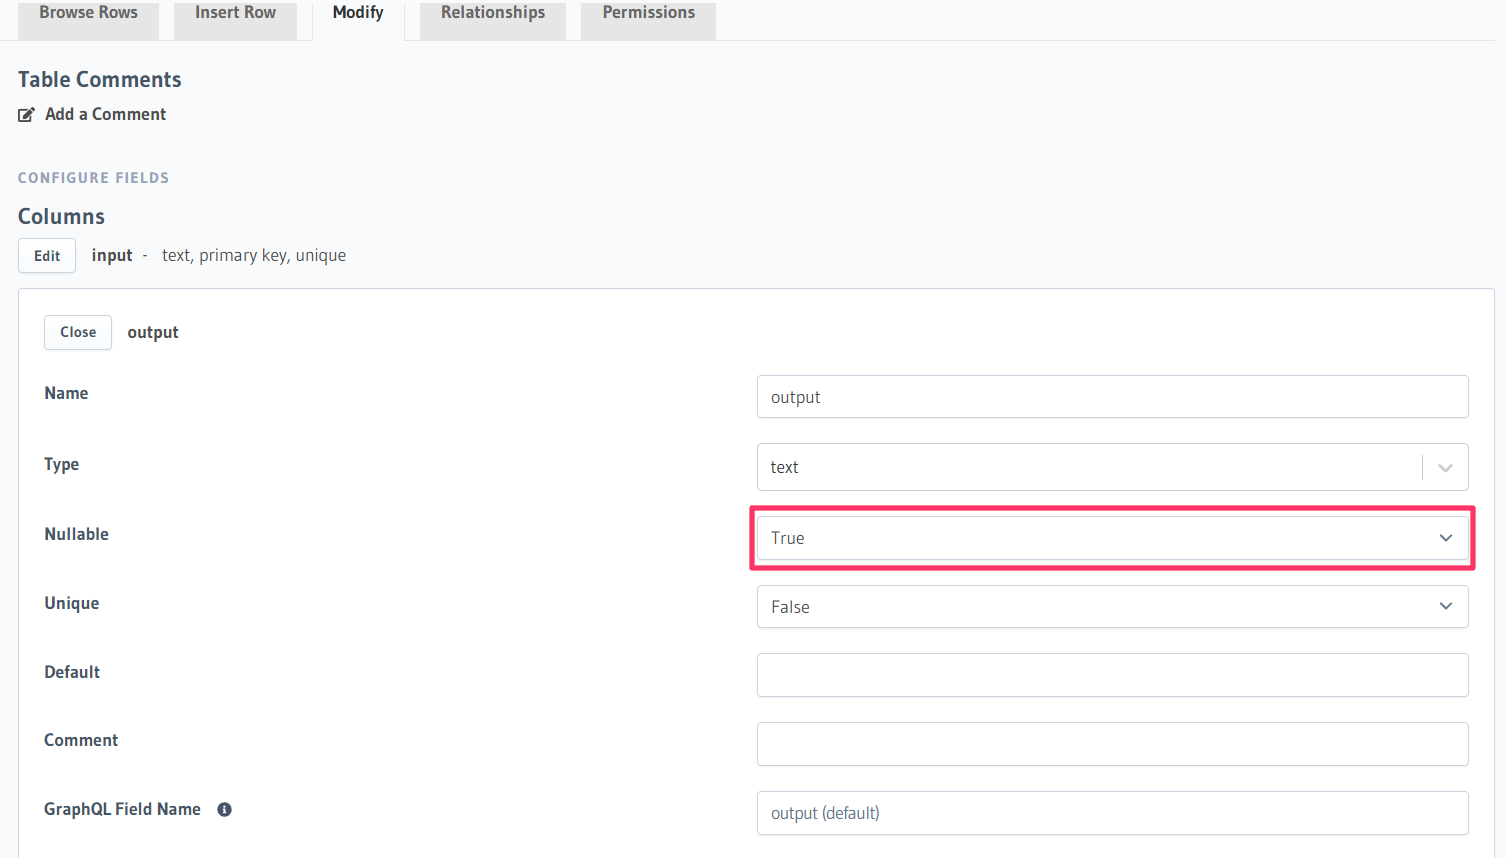 Browse Rows Insert Row Modify Relationships Permissions
Table Comments
Add a Comment
CONFIGURE FIELDS
Columns
Edit input - text, primary key, unique
Close output
Name output
Type text
Nullable True
Unique False
Default
Comment
GraphQL Field Name output (default)